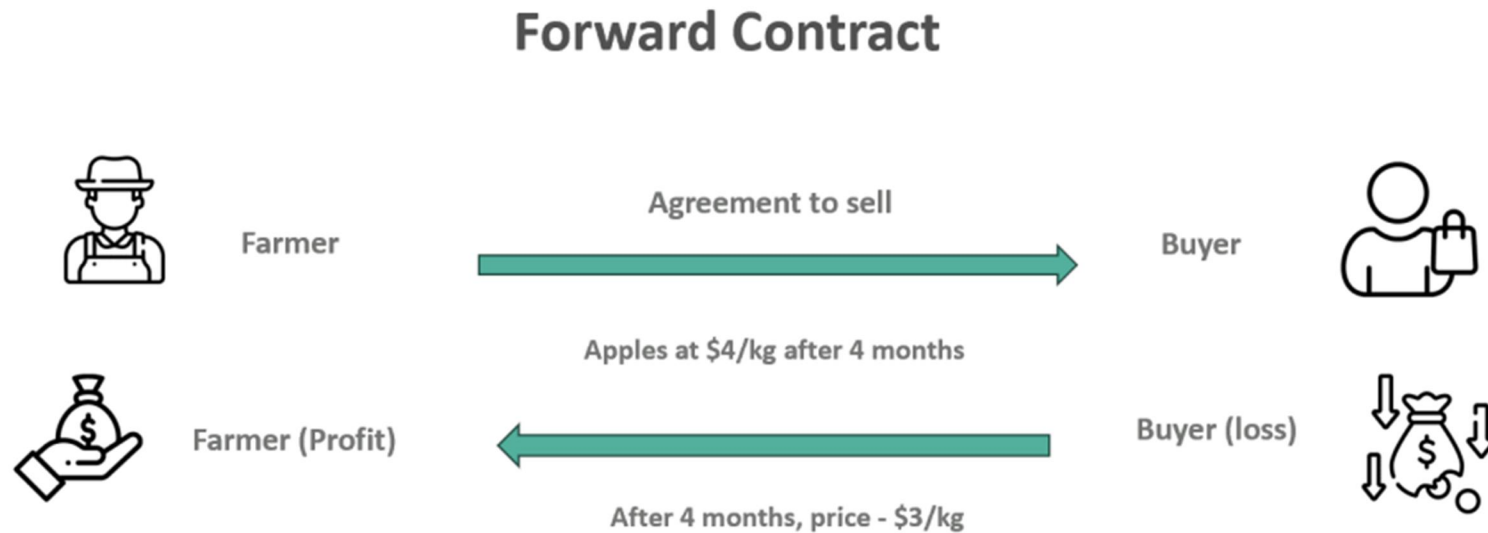 Forward Contract
Agreement to sell
Farmer
Buyer
Apples at $4/kg after 4 months
Farmer (Profit)
Buyer (loss)
After 4 months, price - $3/kg
$
$